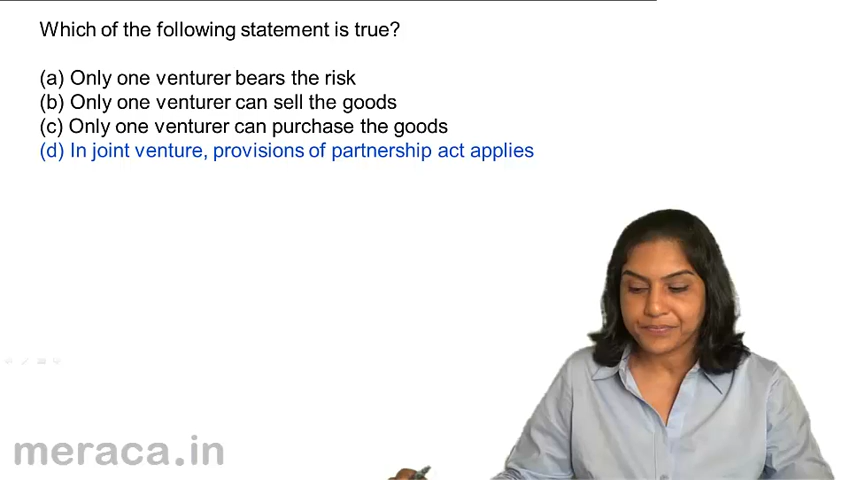 Which of the following statement is true?
(a) Only one venturer bears the risk
(b) Only one venturer can sell the goods
(c) Only one venturer can purchase the goods
(d) In joint venture, provisions of partnership act applies
meraca.in